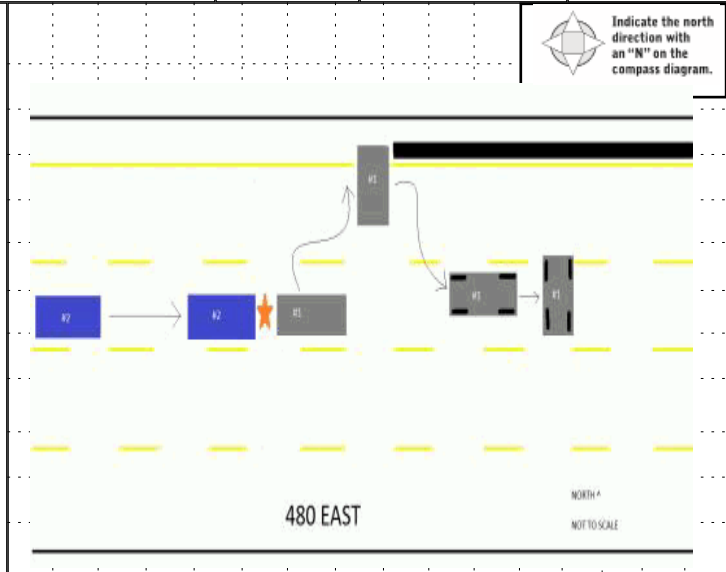 Indicate the north
direction with
an “N” on the
compass diagram.
#1
#2
#2
#1
#1
#1
480 EAST
NORTH ^
NOT TO SCALE